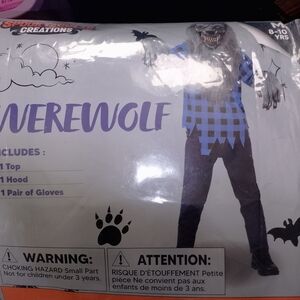 CREATIONS
M
8-10
YRS
WEREWOLF
INCLUDES :
1 Top
1 Hood
1 Pair of Gloves
WARNING:
CHOKING HAZARD Small Part
Not for children under 3 years.
ATTENTION:
RISQUE D'ÉTOUFFEMENT Petite
pièce Ne convient pas aux
enfants de moins de 3 ans.